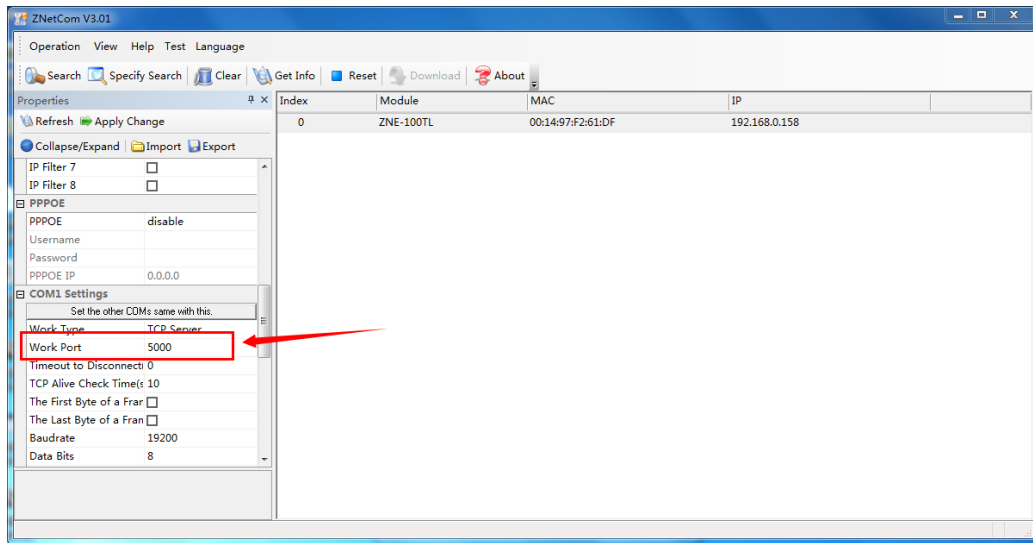 ZNetCom V3.01
Operation View Help Test Language
Search Specify Search Clear Get Info Reset Download About
Properties
Refresh Apply Change
Collapse/Expand Import Export
IP Filter 7
IP Filter 8
PPPOE
PPPOE disable
Username
Password
PPPOE IP 0.0.0.0
COM1 Settings
Set the other COMs same with this.
Work Type TCP Server
Work Port 5000
Timeout to Disconnecti 0
TCP Alive Check Time(s 10
The First Byte of a Frar
The Last Byte of a Fran
Baudrate 19200
Data Bits 8
Index Module MAC IP
0 ZNE-100TL 00:14:97:F2:61:DF 192.168.0.158